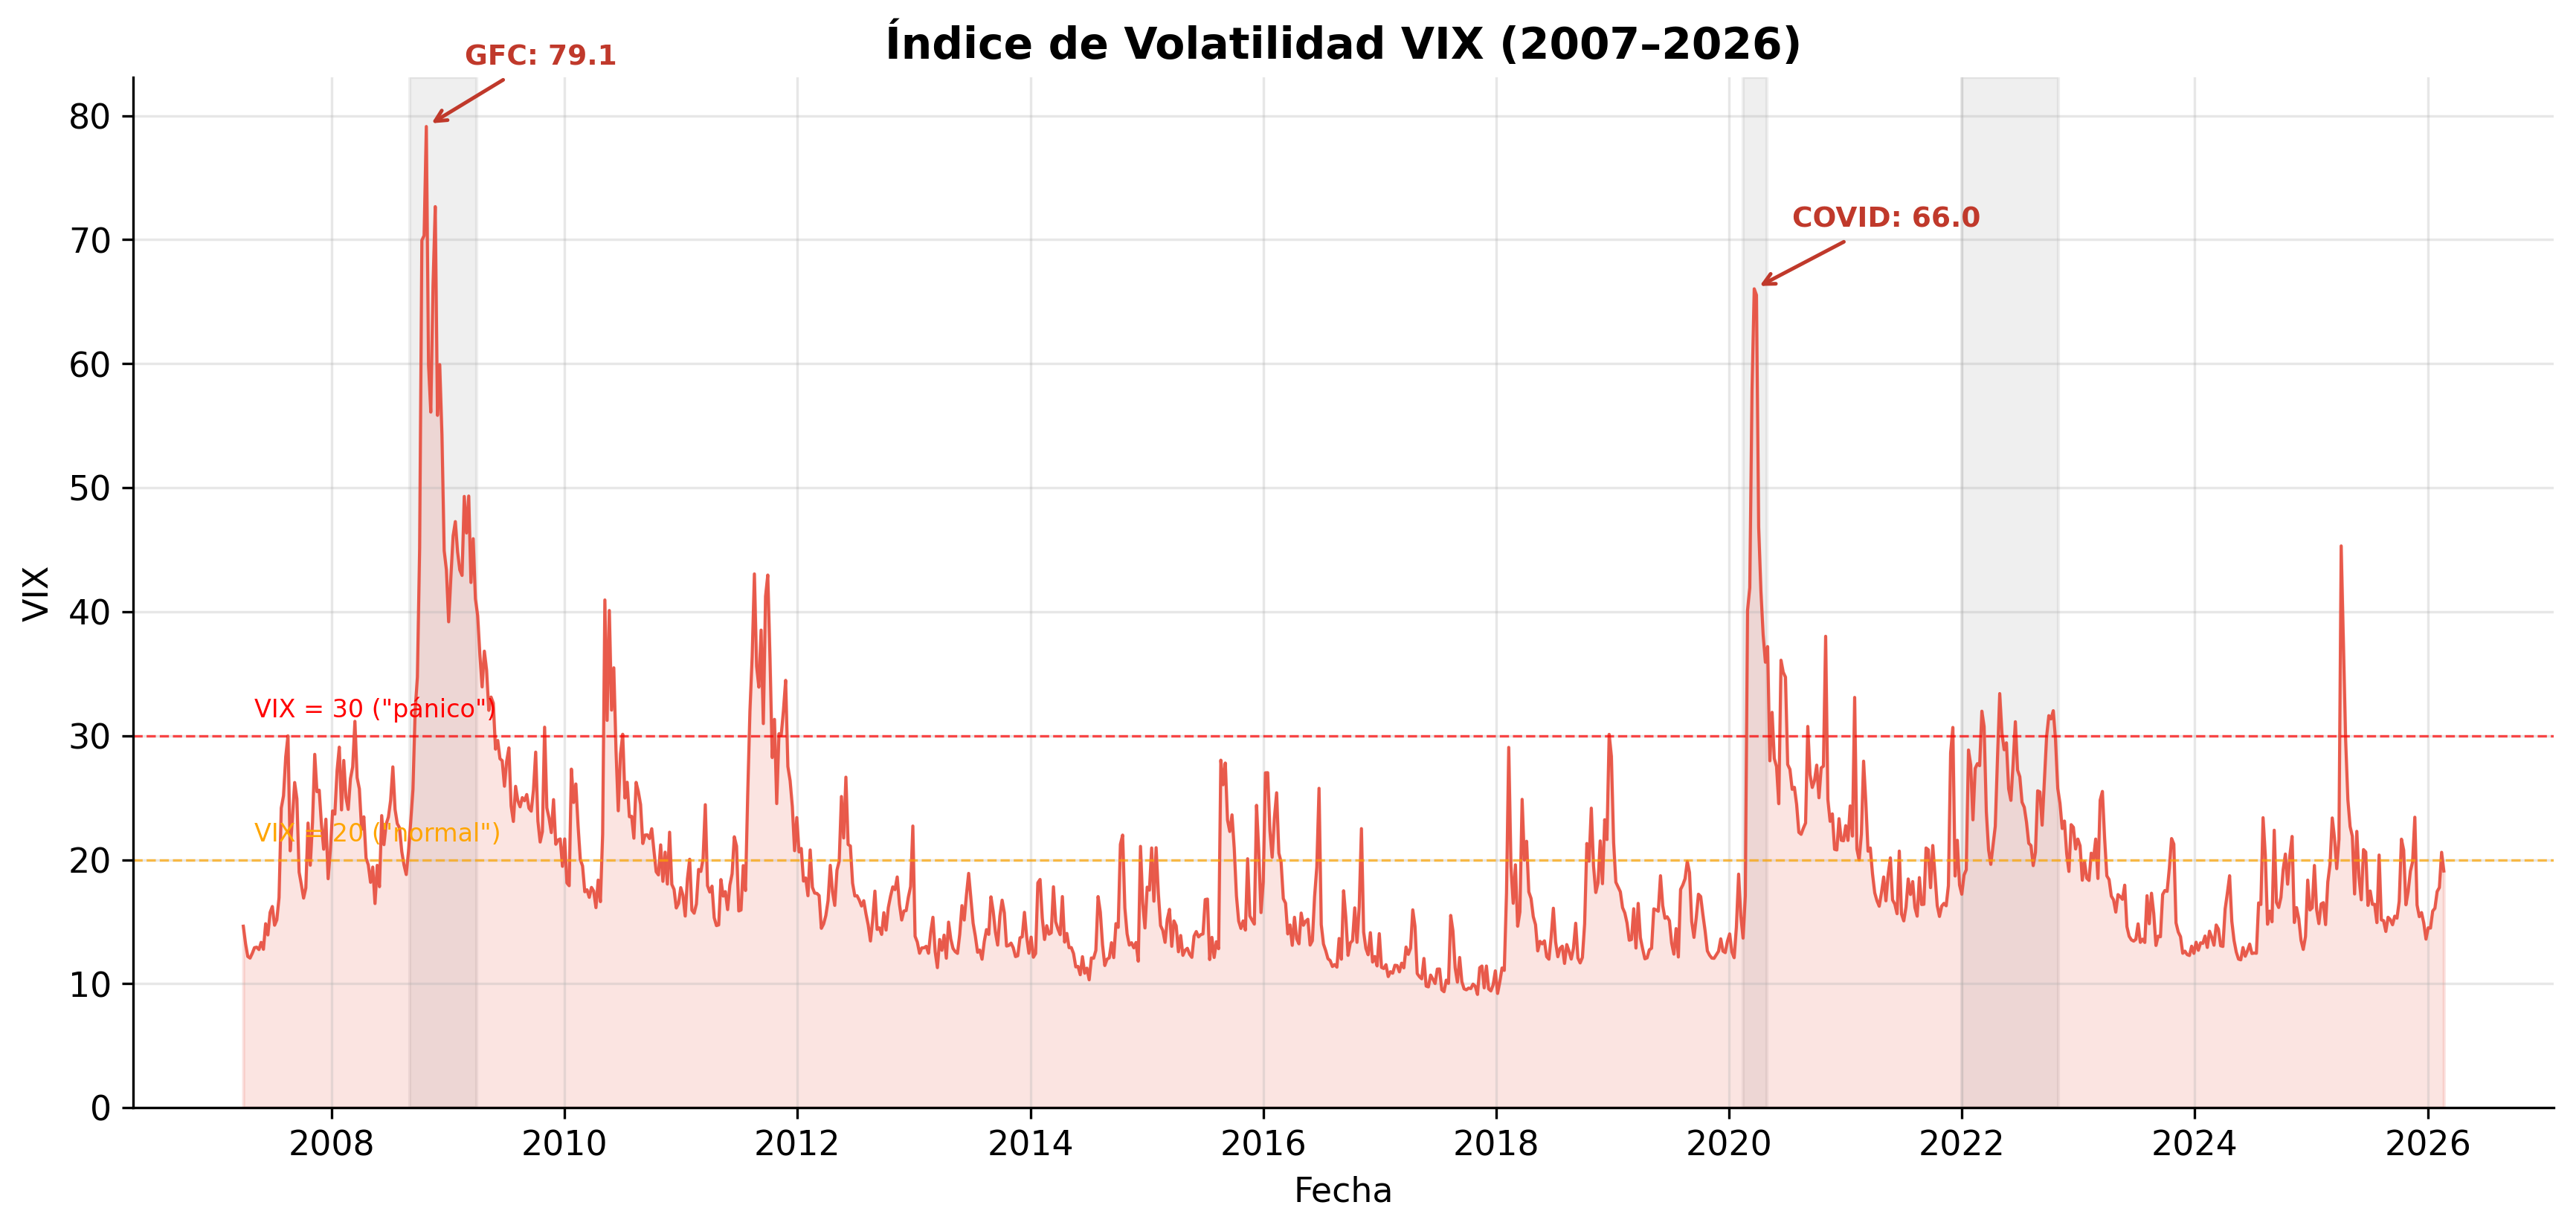 Índice de Volatilidad VIX (2007–2026)
GFC: 79.1
COVID: 66.0
VIX = 30 ("pánico")
VIX = 20 ("normal")
VIX
80
70
60
50
40
30
20
10
0
2008 2010 2012 2014 2016 2018 2020 2022 2024 2026
Fecha